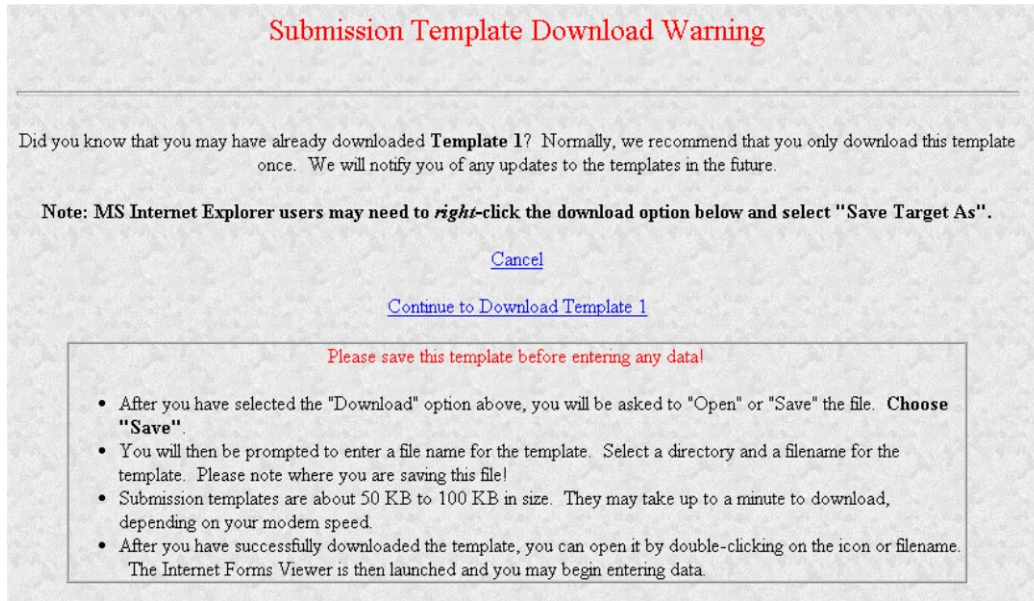 Submission Template Download Warning
Did you know that you may have already downloaded Template 1?  Normally, we recommend that you only download this template
once.  We will notify you of any updates to the templates in the future.
Note: MS Internet Explorer users may need to right-click the download option below and select "Save Target As".
Cancel
Continue to Download Template 1
Please save this template before entering any data!
• After you have selected the "Download" option above, you will be asked to "Open" or "Save" the file.  Choose
"Save".
• You will then be prompted to enter a file name for the template.  Select a directory and a filename for the
template.  Please note where you are saving this file!
• Submission templates are about 50 KB to 100 KB in size.  They may take up to a minute to download,
depending on your modem speed.
• After you have successfully downloaded the template, you can open it by double-clicking on the icon or filename.
The Internet Forms Viewer is then launched and you may begin entering data.